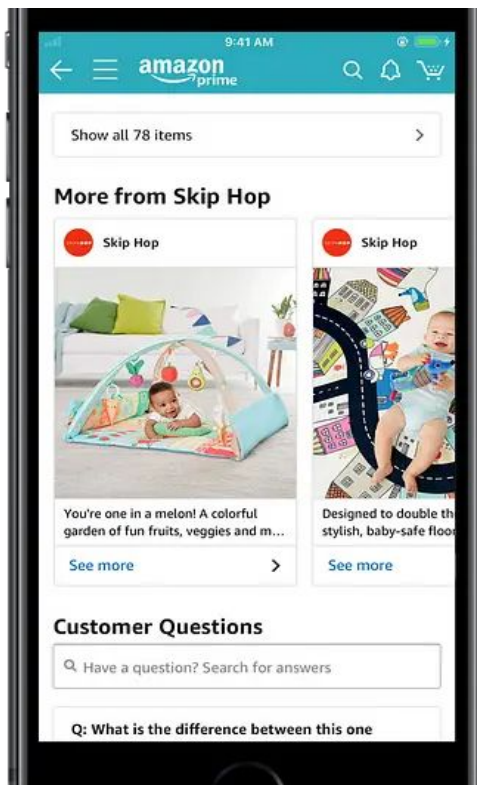 9:41 AM
amazon
prime
Show all 78 items
More from Skip Hop
Skip Hop
Skip Hop
You're one in a melon! A colorful
garden of fun fruits, veggies and m...
Designed to double th
stylish, baby-safe floor
See more
See more
Customer Questions
Have a question? Search for answers
Q: What is the difference between this one